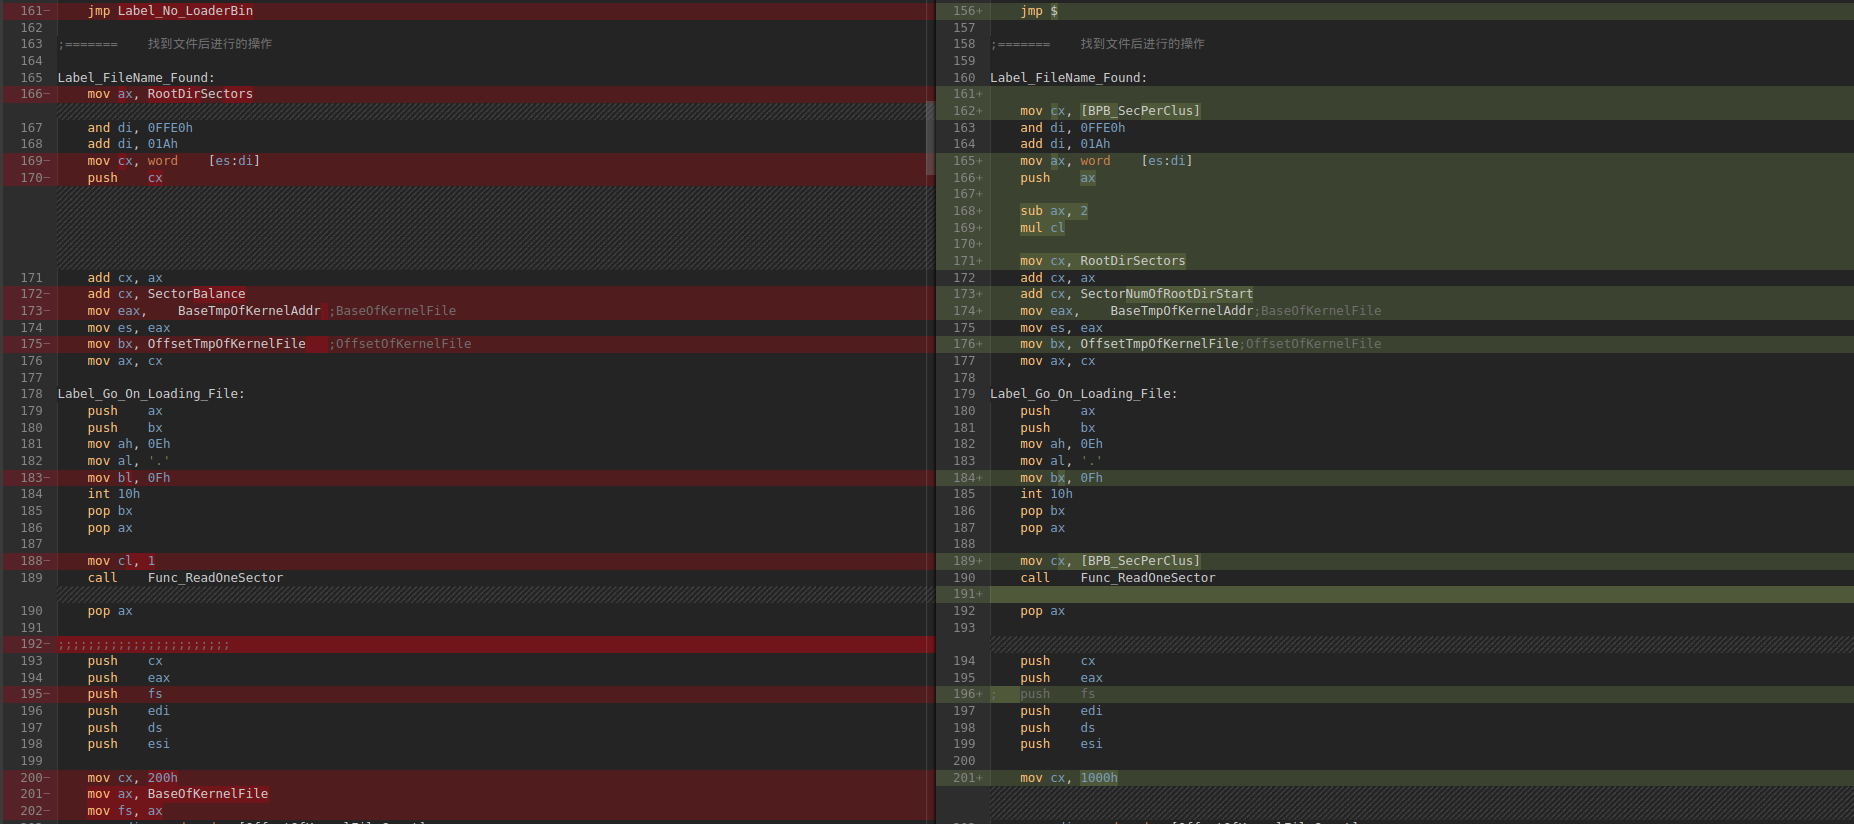 161− jmp Label_No_LoaderBin
162
163 ;======= 找到文件后进行的操作
164
165 Label_FileName_Found:
166− mov ax, RootDirSectors
167 and di, 0FFE0h
168 add di, 01Ah
169− mov cx, word [es:di]
170− push cx
171 add cx, ax
172− add cx, SectorBalance
173− mov eax, BaseTmpOfKernelAddr ;BaseOfKernelFile
174 mov es, eax
175− mov bx, OffsetTmpOfKernelFile ;OffsetOfKernelFile
176 mov ax, cx
177
178 Label_Go_On_Loading_File:
179 push ax
180 push bx
181 mov ah, 0Eh
182 mov al, '.'
183− mov bl, 0Fh
184 int 10h
185 pop bx
186 pop ax
187
188− mov cl, 1
189 call Func_ReadOneSector
190 pop ax
191
192− ;;;;;;;;;;;;;;;;;;;;;;;
193 push cx
194 push eax
195− push fs
196 push edi
197 push ds
198 push esi
199
200− mov cx, 200h
201− mov ax, BaseOfKernelFile
202− mov fs, ax
156+ jmp $
157
158 ;======= 找到文件后进行的操作
159
160 Label_FileName_Found:
161+
162+ mov cx, [BPB_SecPerClus]
163 and di, 0FFE0h
164 add di, 01Ah
165+ mov ax, word [es:di]
166+ push ax
167+
168+ sub ax, 2
169+ mul cl
170+
171+ mov cx, RootDirSectors
172 add cx, ax
173+ add cx, SectorNumOfRootDirStart
174+ mov eax, BaseTmpOfKernelAddr;BaseOfKernelFile
175 mov es, eax
176+ mov bx, OffsetTmpOfKernelFile;OffsetOfKernelFile
177 mov ax, cx
178
179 Label_Go_On_Loading_File:
180 push ax
181 push bx
182 mov ah, 0Eh
183 mov al, '.'
184+ mov bx, 0Fh
185 int 10h
186 pop bx
187 pop ax
188
189+ mov cx, [BPB_SecPerClus]
190 call Func_ReadOneSector
191+
192 pop ax
193
194 push cx
195 push eax
196+ ; push fs
197 push edi
198 push ds
199 push esi
200
201+ mov cx, 1000h